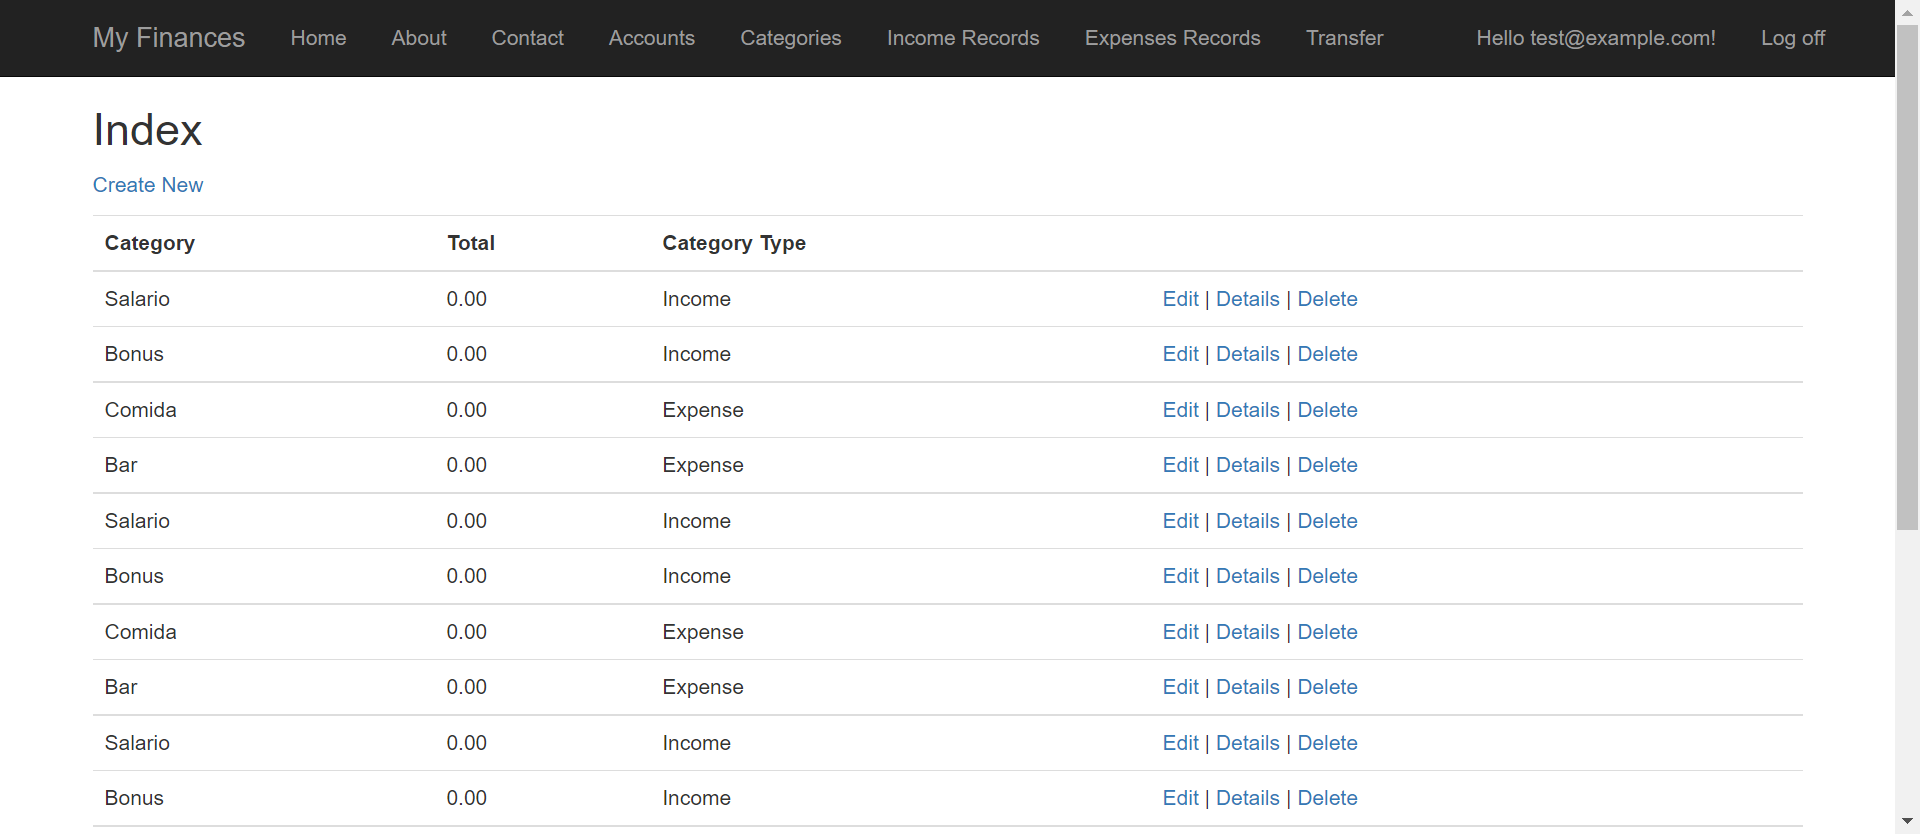 My Finances Home About Contact Accounts Categories Income Records Expenses Records Transfer Hello test@example.com! Log off
Index
Create New
Category Total Category Type
Salario 0.00 Income Edit | Details | Delete
Bonus 0.00 Income Edit | Details | Delete
Comida 0.00 Expense Edit | Details | Delete
Bar 0.00 Expense Edit | Details | Delete
Salario 0.00 Income Edit | Details | Delete
Bonus 0.00 Income Edit | Details | Delete
Comida 0.00 Expense Edit | Details | Delete
Bar 0.00 Expense Edit | Details | Delete
Salario 0.00 Income Edit | Details | Delete
Bonus 0.00 Income Edit | Details | Delete